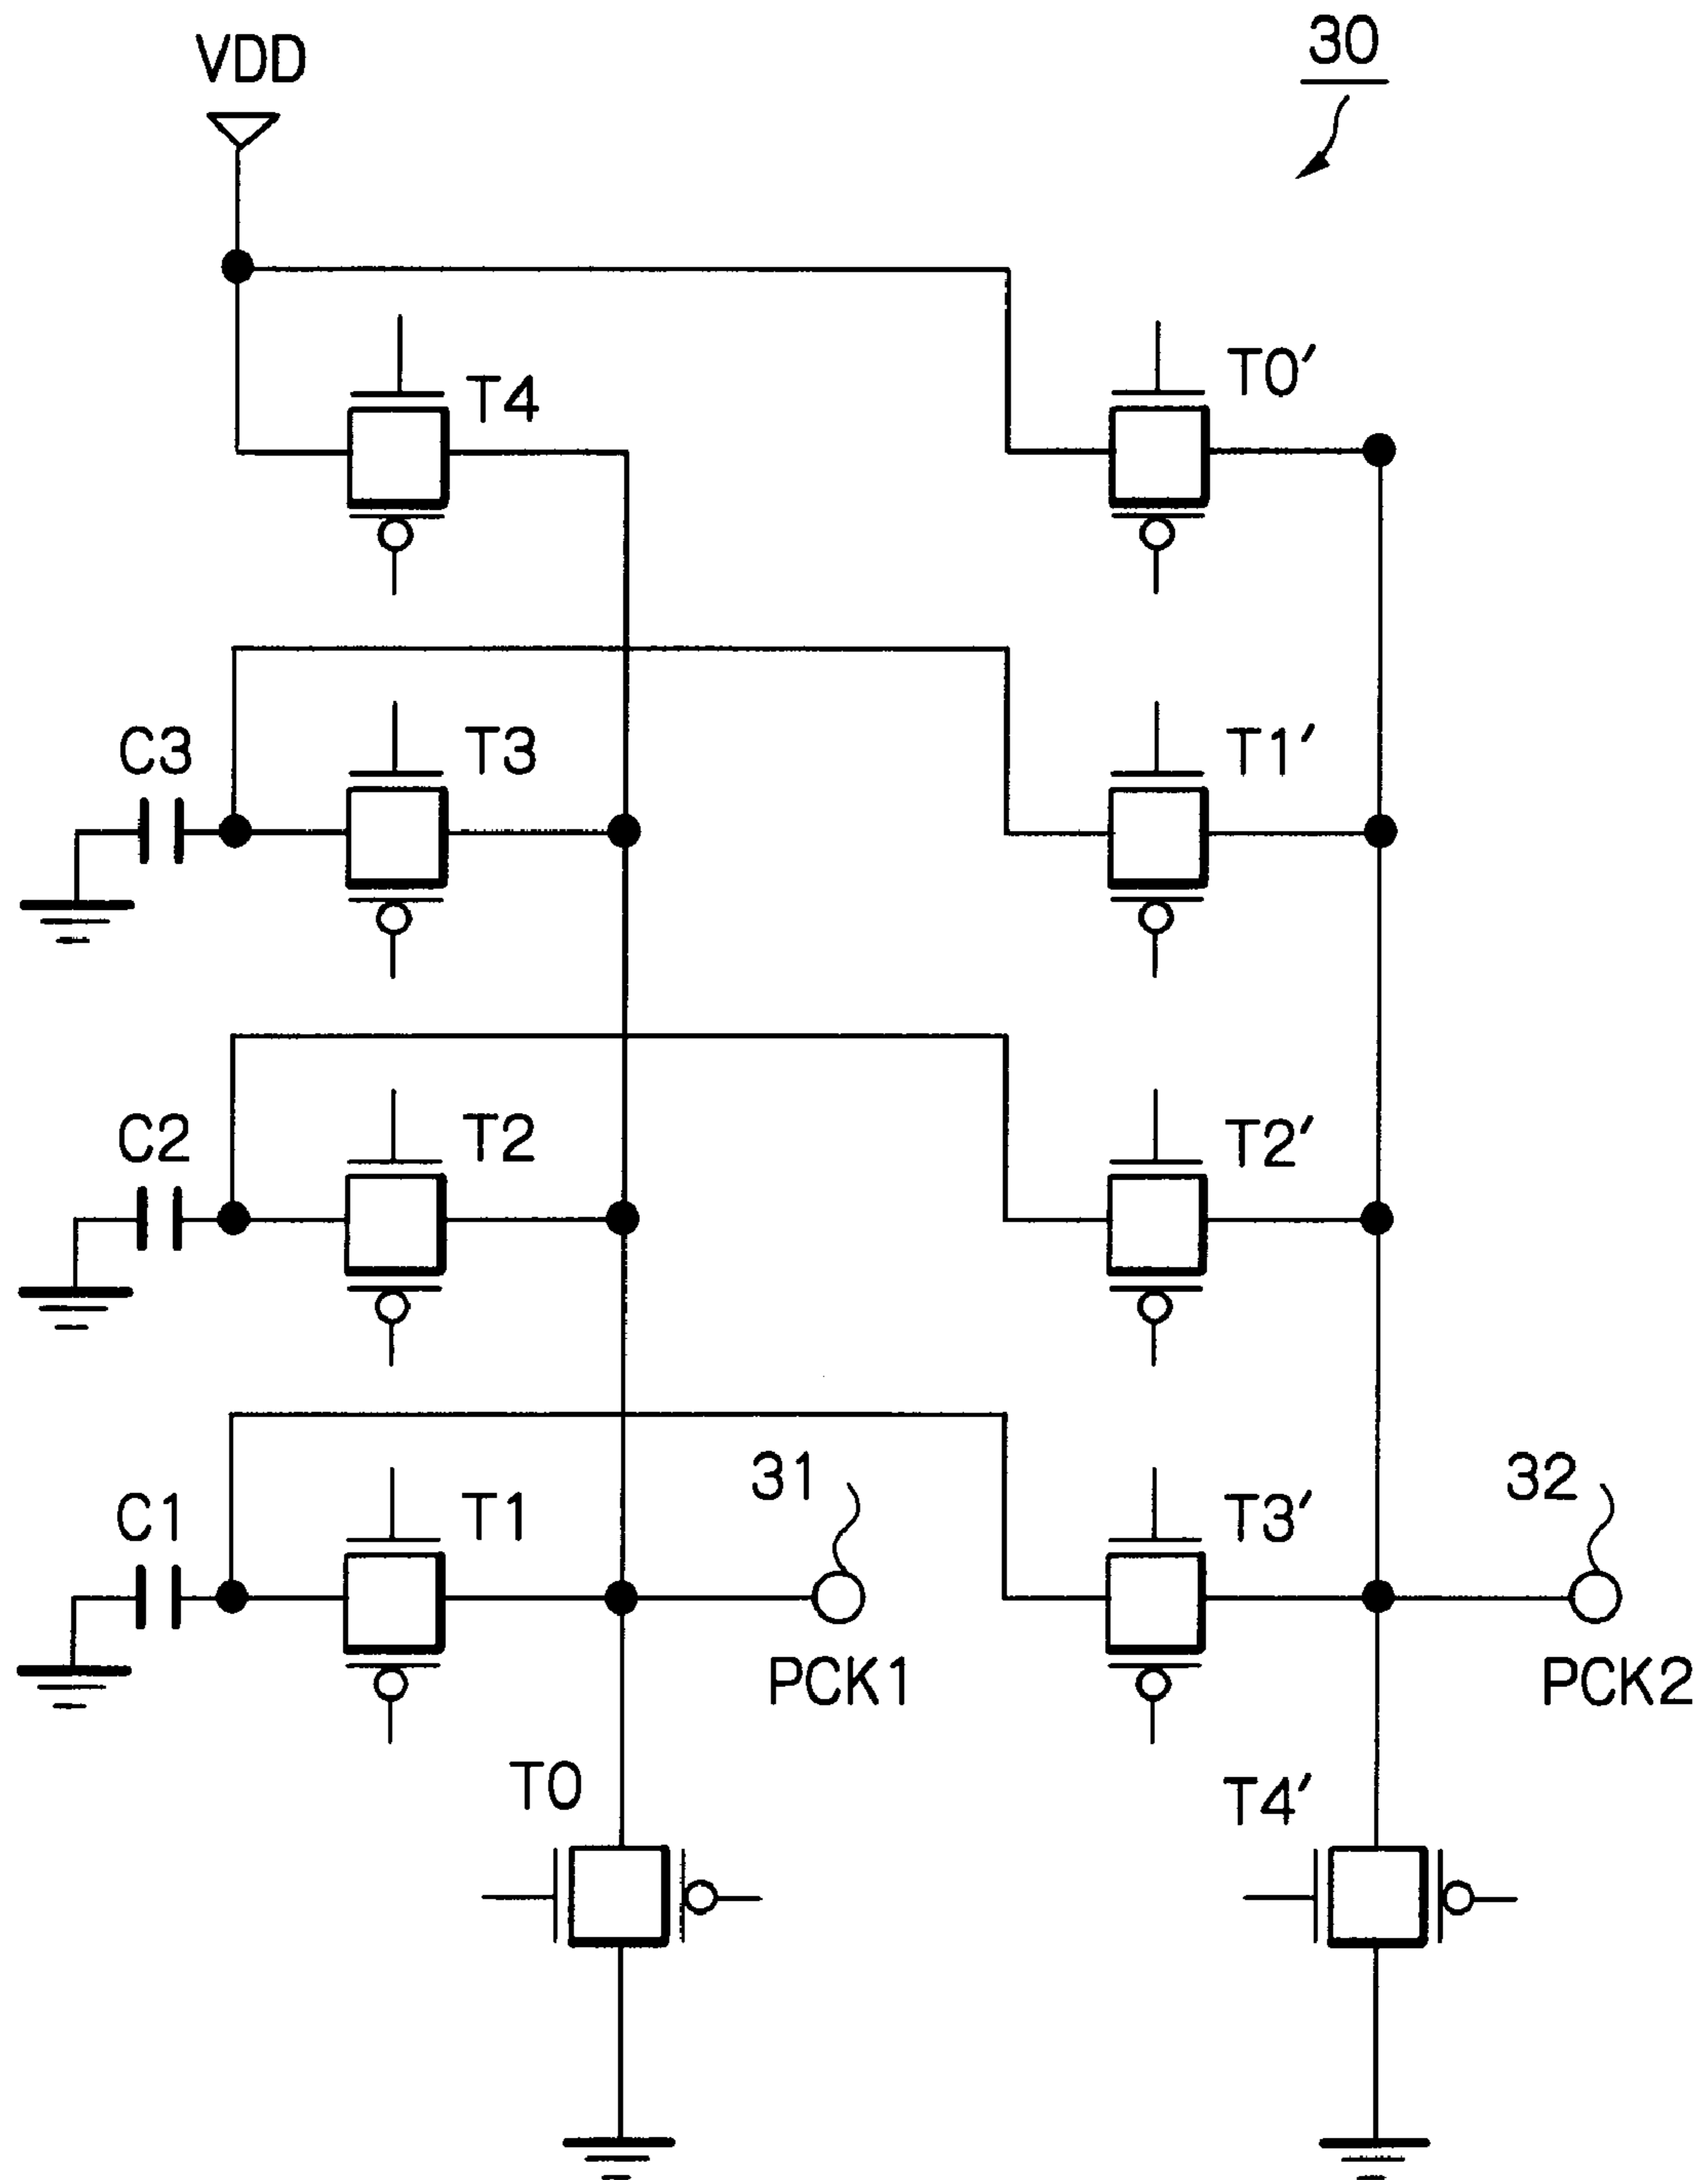 30
VDD
T4
T0′
C3
T3
T1′
C2
T2
T2′
C1
T1
31
T3′
32
PCK1
PCK2
T0
T4′